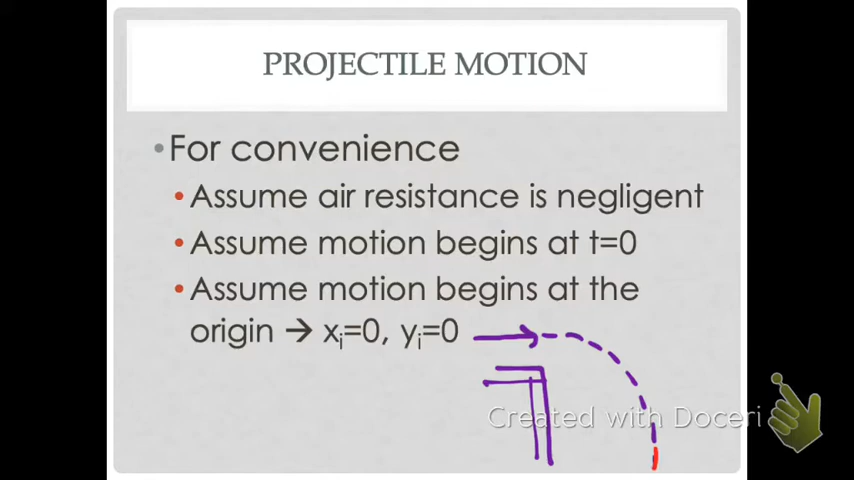 PROJECTILE MOTION
•For convenience
•Assume air resistance is negligent
•Assume motion begins at t=0
•Assume motion begins at the
origin → xᵢ=0, yᵢ=0
Created with Doceri